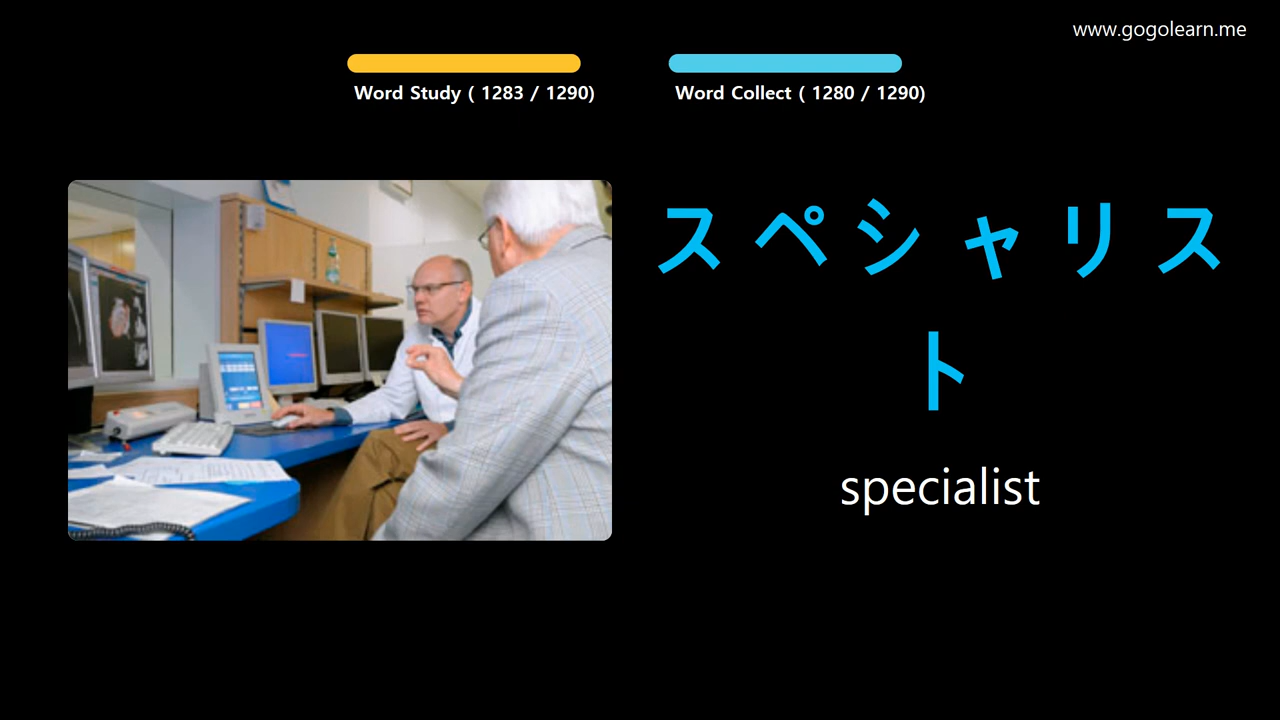 www.gogolearn.me
Word Study ( 1283 / 1290)
Word Collect ( 1280 / 1290)
スペシャリス
ト
specialist